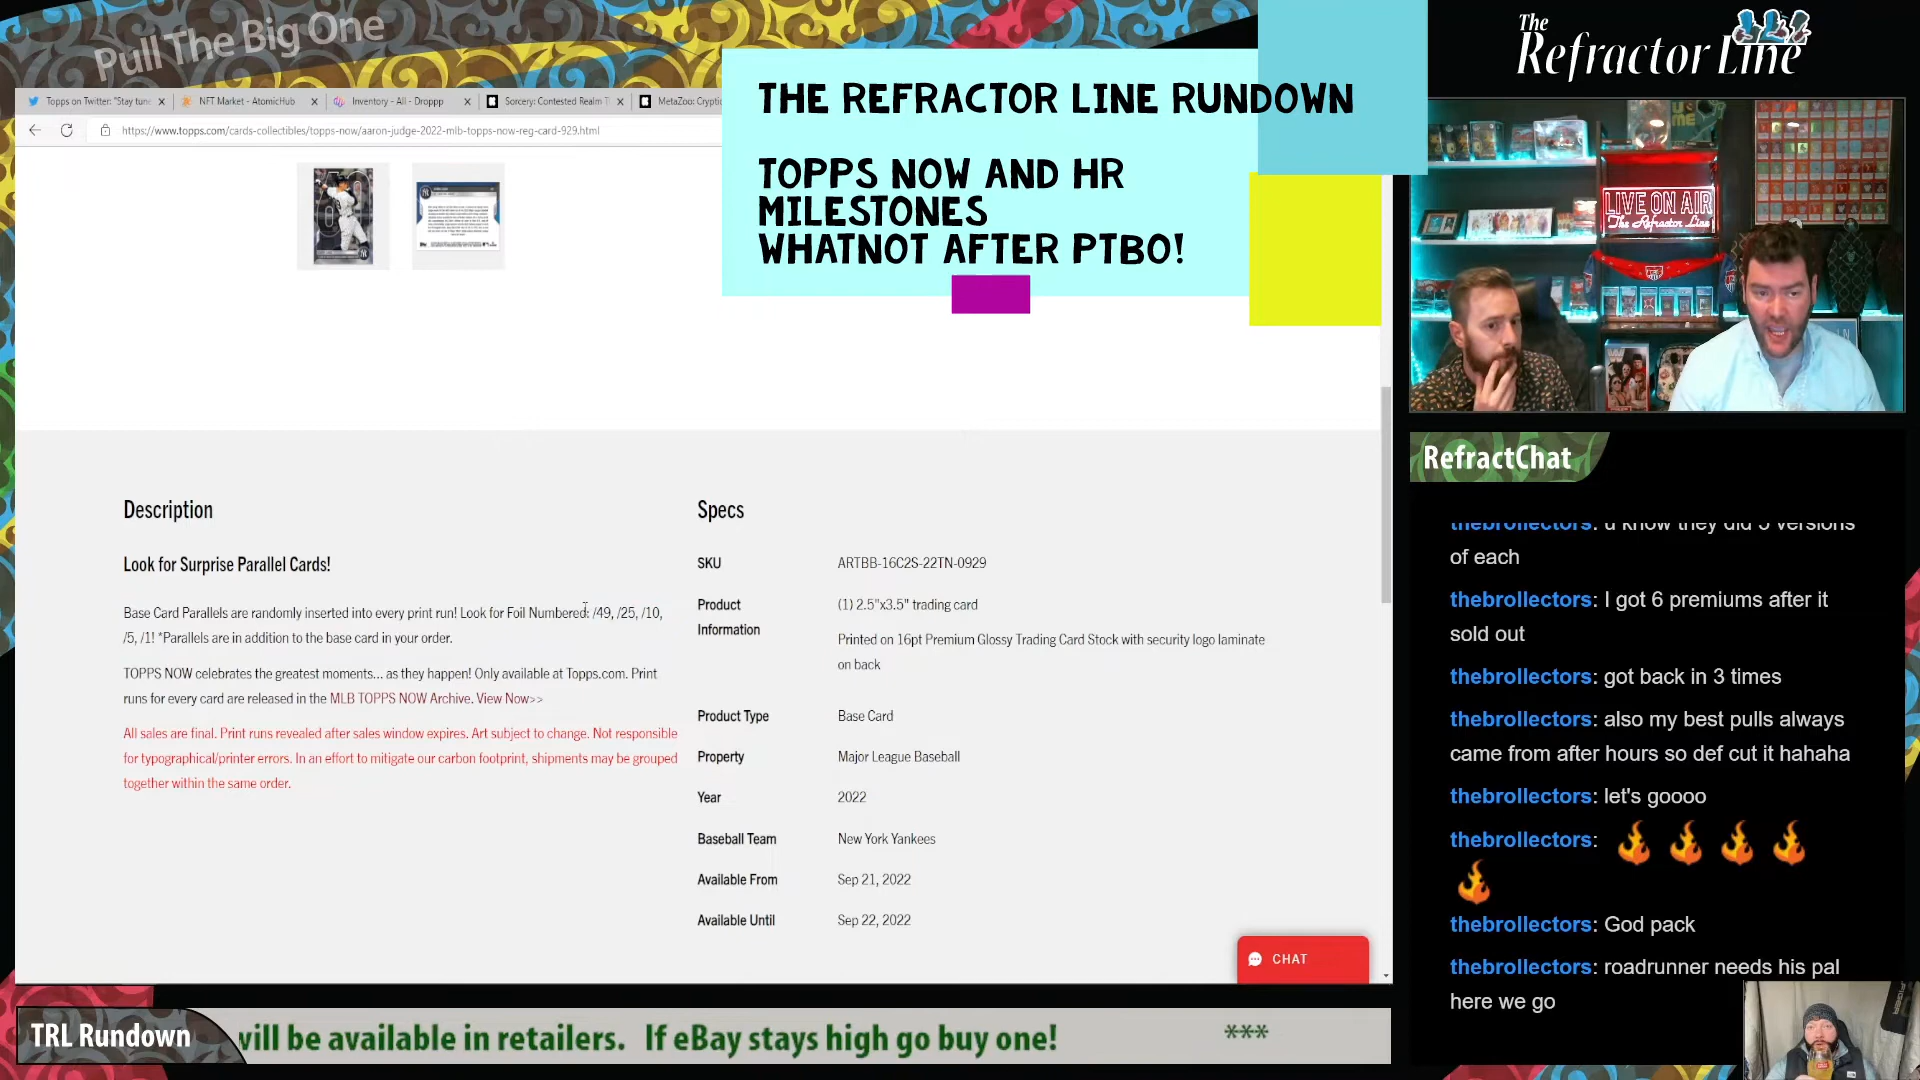 Pull The Big One
Topps on Twitter: "Stay tune
NFT Market - AtomicHub
Inventory - All - Droppp
Sorcery: Contested Realm T
MetaZoo: Cryptid
https://www.topps.com/cards-collectibles/topps-now/aaron-judge-2022-mlb-topps-now-reg-card-929.html
THE REFRACTOR LINE RUNDOWN
TOPPS NOW AND HR
MILESTONES
WHATNOT AFTER PTBO!
The
Refractor Line
LIVE ON AIR
The Refractor Line
Description
Look for Surprise Parallel Cards!
Base Card Parallels are randomly inserted into every print run! Look for Foil Numbered: /49, /25, /10,
/5, /1! *Parallels are in addition to the base card in your order.
TOPPS NOW celebrates the greatest moments... as they happen! Only available at Topps.com. Print
runs for every card are released in the MLB TOPPS NOW Archive. View Now>>
All sales are final. Print runs revealed after sales window expires. Art subject to change. Not responsible
for typographical/printer errors. In an effort to mitigate our carbon footprint, shipments may be grouped
together within the same order.
Specs
SKU ARTBB-16C2S-22TN-0929
Product Information (1) 2.5"x3.5" trading card
Printed on 16pt Premium Glossy Trading Card Stock with security logo laminate
on back
Product Type Base Card
Property Major League Baseball
Year 2022
Baseball Team New York Yankees
Available From Sep 21, 2022
Available Until Sep 22, 2022
CHAT
RefractChat
thebrollectors: u know they did 5 versions
of each
thebrollectors: I got 6 premiums after it
sold out
thebrollectors: got back in 3 times
thebrollectors: also my best pulls always
came from after hours so def cut it hahaha
thebrollectors: let's goooo
thebrollectors:
thebrollectors: God pack
thebrollectors: roadrunner needs his pal
here we go
TRL Rundown
will be available in retailers. If eBay stays high go buy one! ***